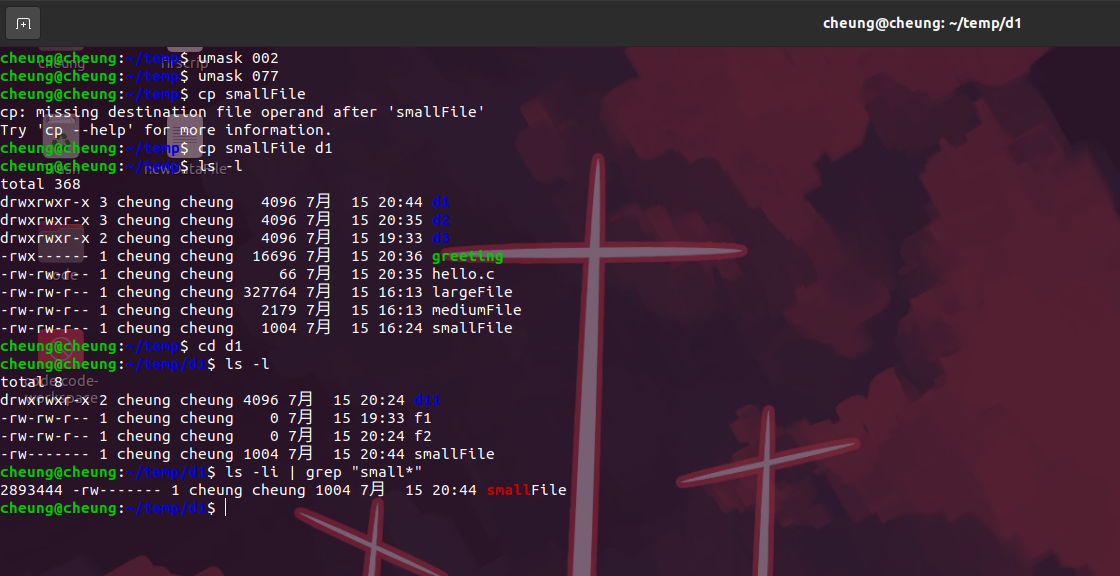 cheung@cheung: ~/temp/d1
cheung@cheung:~/temp$ umask 002
cheung@cheung:~/temp$ umask 077
cheung@cheung:~/temp$ cp smallFile
cp: missing destination file operand after 'smallFile'
Try 'cp --help' for more information.
cheung@cheung:~/temp$ cp smallFile d1
cheung@cheung:~/temp$ ls -l
total 368
drwxrwxr-x 3 cheung cheung   4096 7月  15 20:44 d1
drwxrwxr-x 3 cheung cheung   4096 7月  15 20:35 d2
drwxrwxr-x 2 cheung cheung   4096 7月  15 19:33 d3
-rwx------ 1 cheung cheung  16696 7月  15 20:36 greeting
-rw-rw-r-- 1 cheung cheung     66 7月  15 20:35 hello.c
-rw-rw-r-- 1 cheung cheung 327764 7月  15 16:13 largeFile
-rw-rw-r-- 1 cheung cheung   2179 7月  15 16:13 mediumFile
-rw-rw-r-- 1 cheung cheung   1004 7月  15 16:24 smallFile
cheung@cheung:~/temp$ cd d1
cheung@cheung:~/temp/d1$ ls -l
total 8
drwxrwxr-x 2 cheung cheung 4096 7月  15 20:24 d11
-rw-rw-r-- 1 cheung cheung    0 7月  15 19:33 f1
-rw-rw-r-- 1 cheung cheung    0 7月  15 20:24 f2
-rw------- 1 cheung cheung 1004 7月  15 20:44 smallFile
cheung@cheung:~/temp/d1$ ls -li | grep "small*"
2893444 -rw------- 1 cheung cheung 1004 7月  15 20:44 smallFile
cheung@cheung:~/temp/d1$